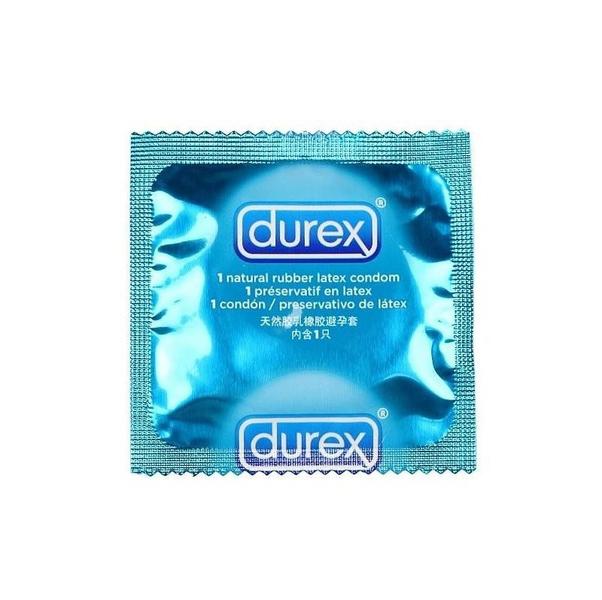 durex®
1 natural rubber latex condom
1 préservatif en latex
1 condón / preservativo de látex
天然胶乳橡胶避孕套
内含1只
durex®